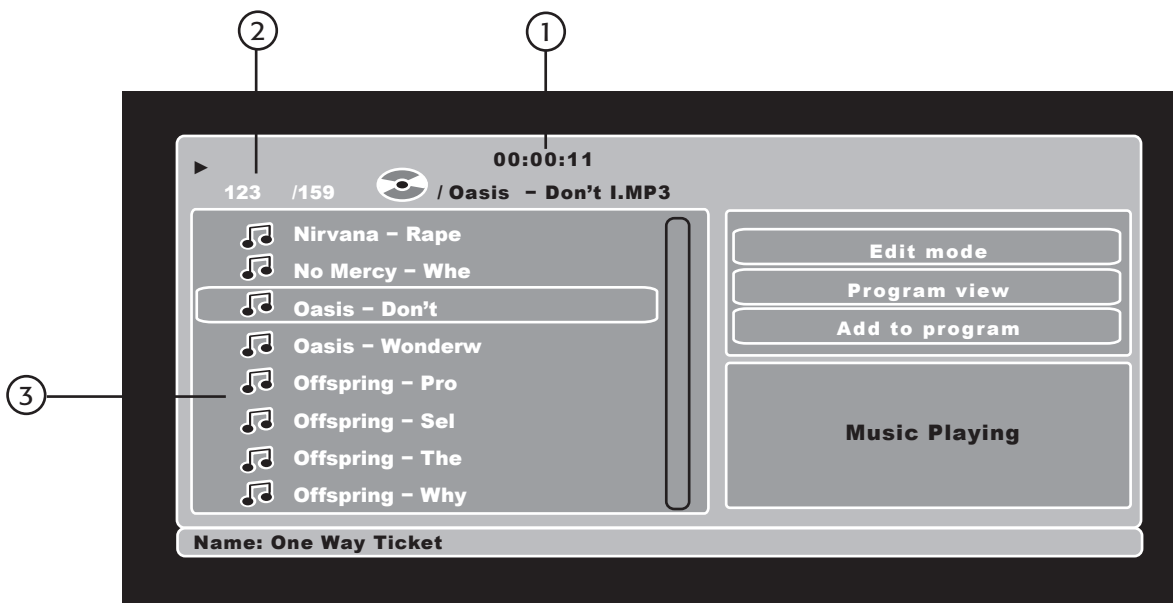 2
1
00:00:11
123 /159 / Oasis – Don't I.MP3
Nirvana – Rape
No Mercy – Whe
Oasis – Don't
Oasis – Wonderw
Offspring – Pro
Offspring – Sel
Offspring – The
Offspring – Why
3
Edit mode
Program view
Add to program
Music Playing
Name: One Way Ticket